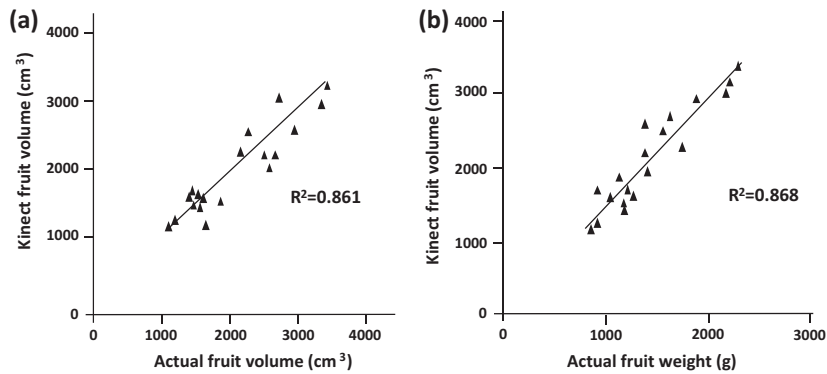 (a)
Kinect fruit volume (cm³)
4000
3000
2000
1000
0
R²=0.861
0 1000 2000 3000 4000
Actual fruit volume (cm³)
(b)
Kinect fruit volume (cm³)
4000
3000
2000
1000
0
R²=0.868
0 1000 2000 3000
Actual fruit weight (g)